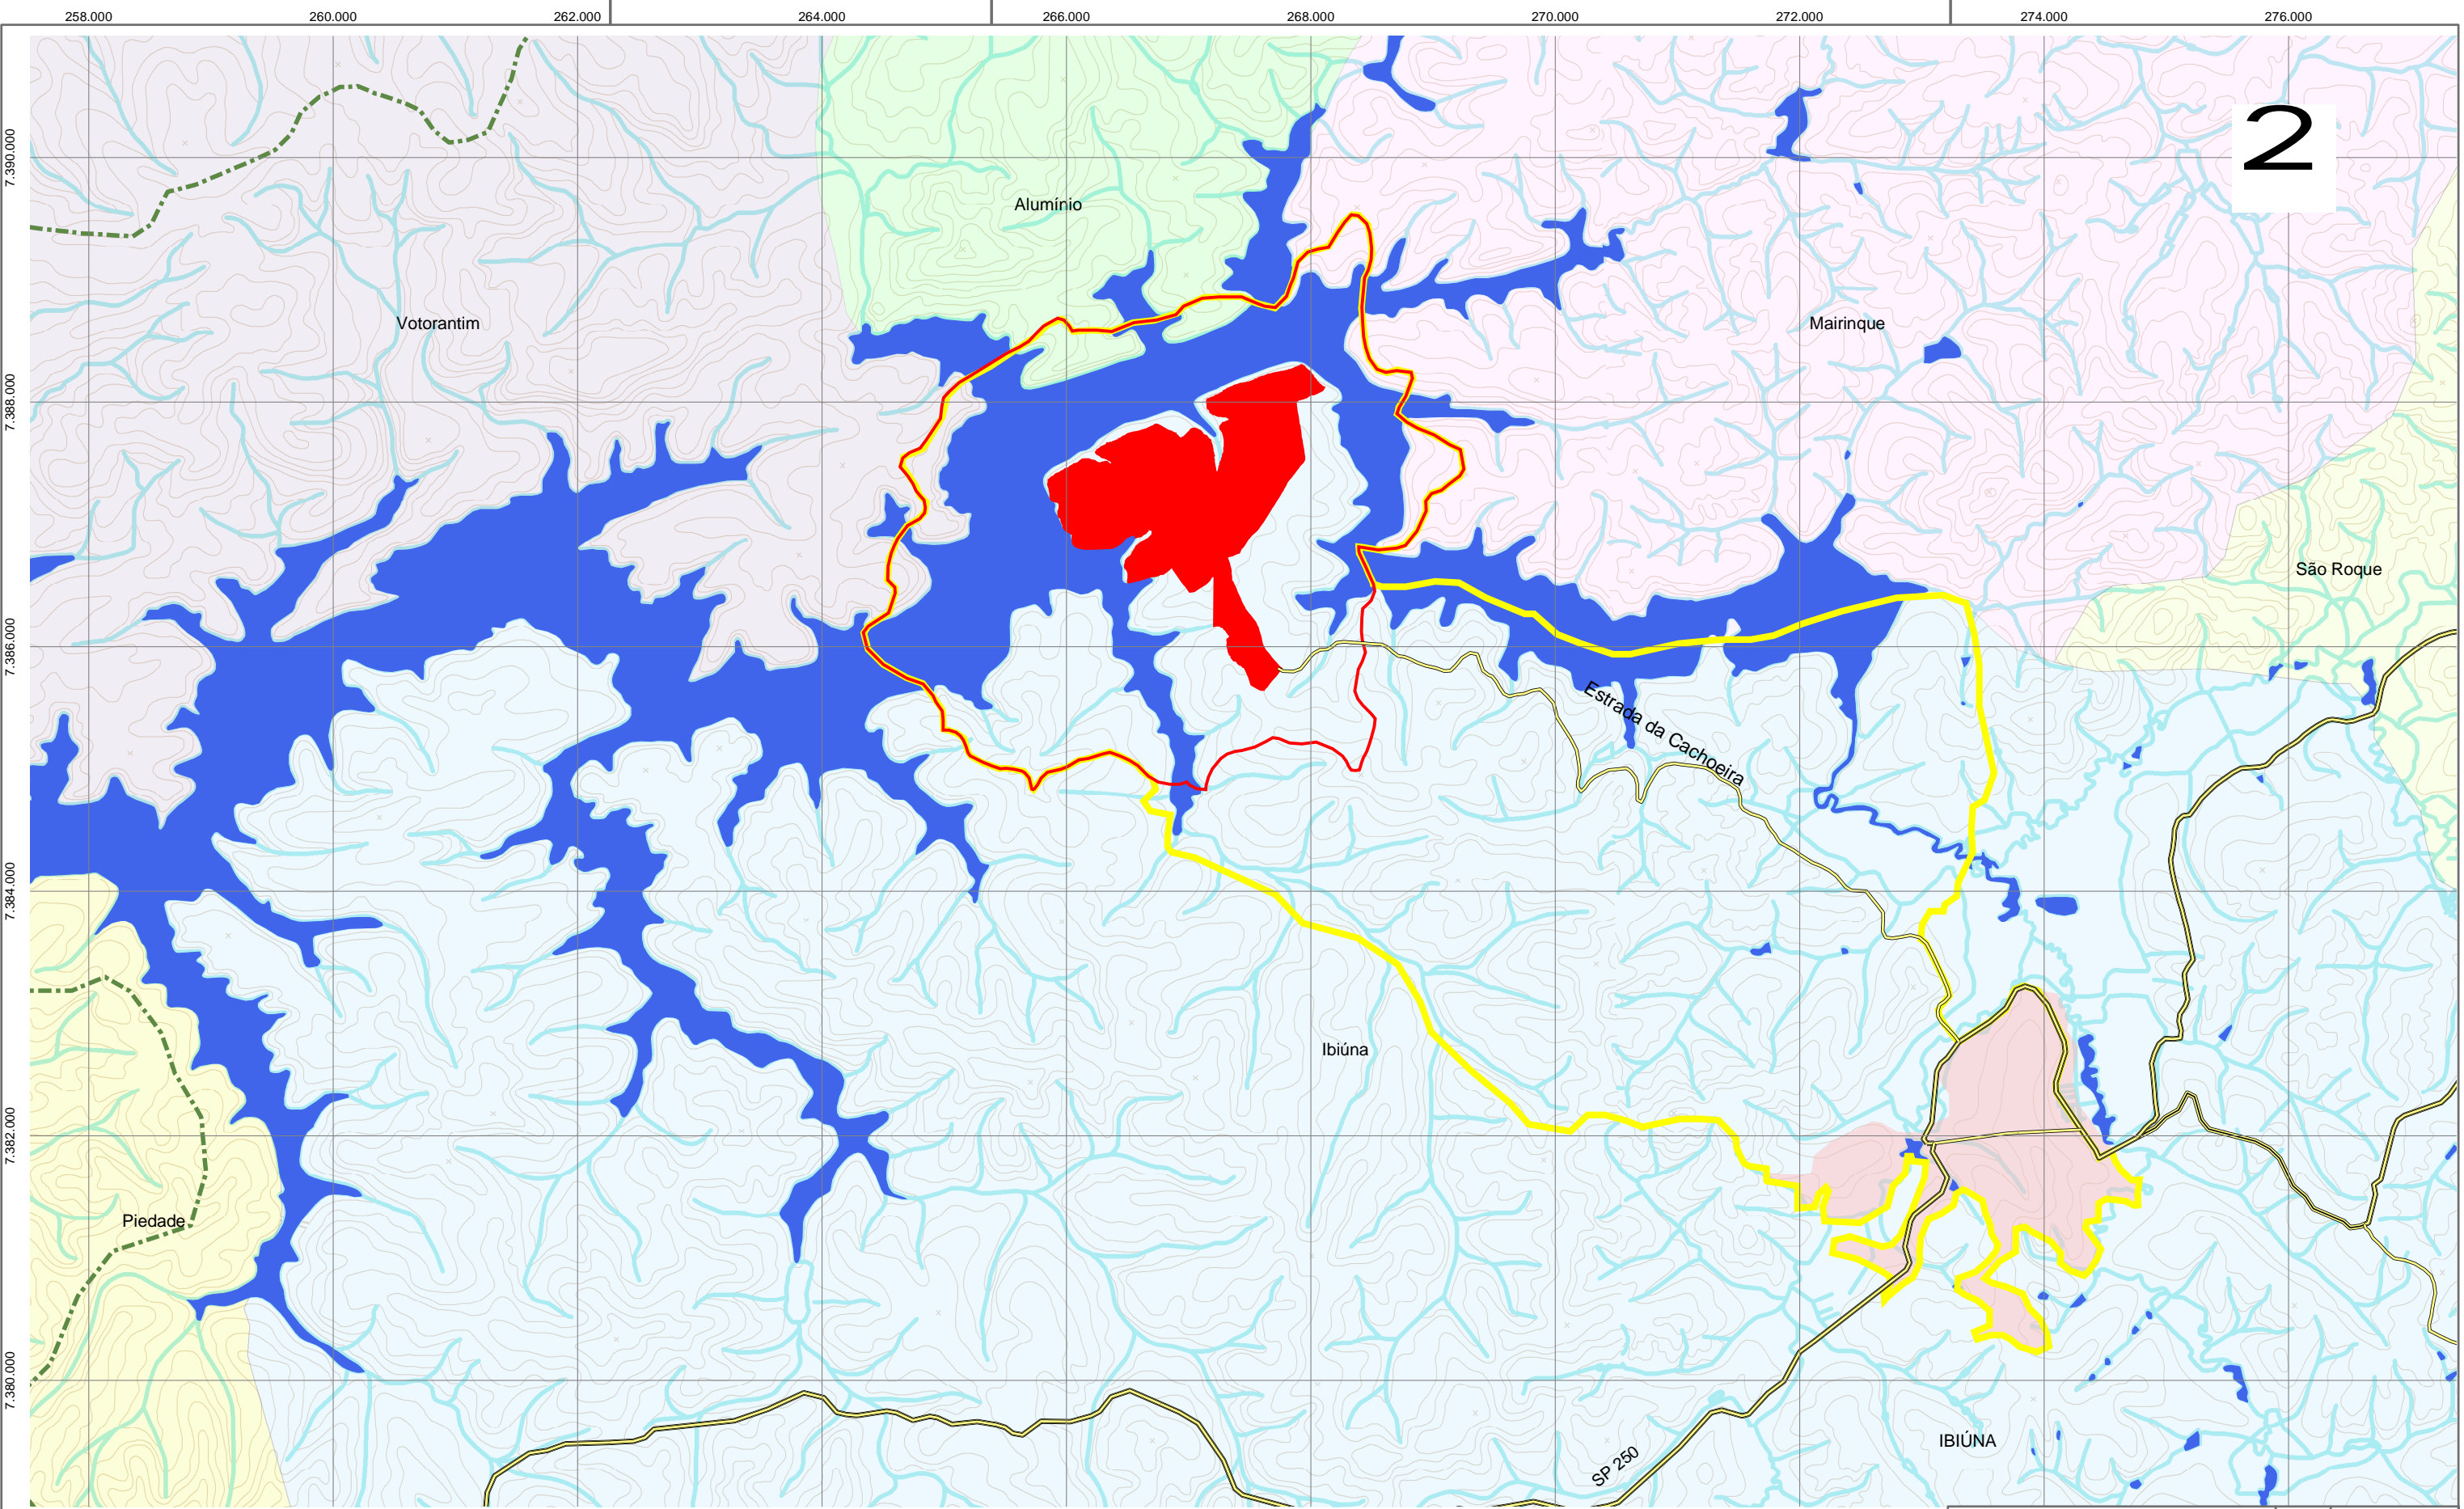 258.000 260.000 262.000 264.000 266.000 268.000 270.000 272.000 274.000 276.000
2
7.390.000
Alumínio
Votorantim
Mairinque
7.388.000
São Roque
7.386.000
Estrada da Cachoeira
7.384.000
Ibiúna
7.382.000
Piedade
7.380.000
IBIÚNA
SP 250